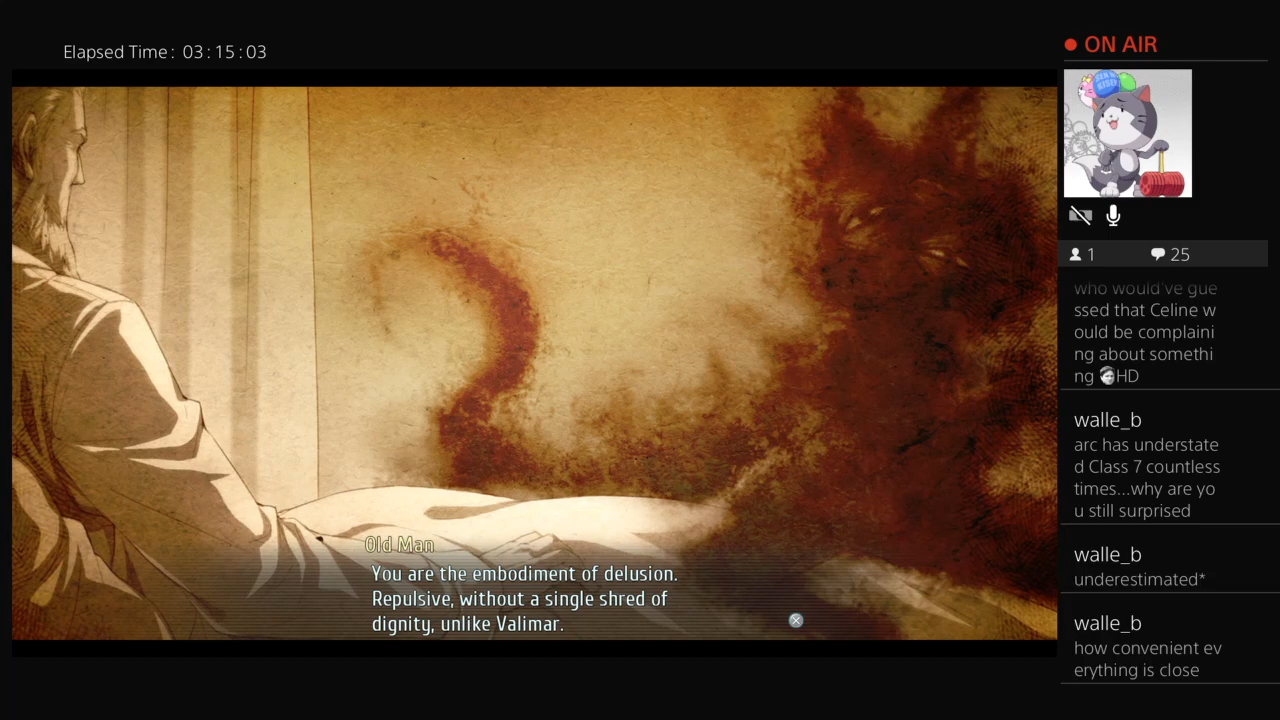 Elapsed Time: 03:15:03
ON AIR
1
25
who would've gue
ssed that Celine w
ould be complaini
ng about somethi
ng HD
walle_b
arc has understate
d Class 7 countless
times...why are yo
u still surprised
walle_b
underestimated*
walle_b
how convenient ev
erything is close
Old Man
You are the embodiment of delusion.
Repulsive, without a single shred of
dignity, unlike Valimar.